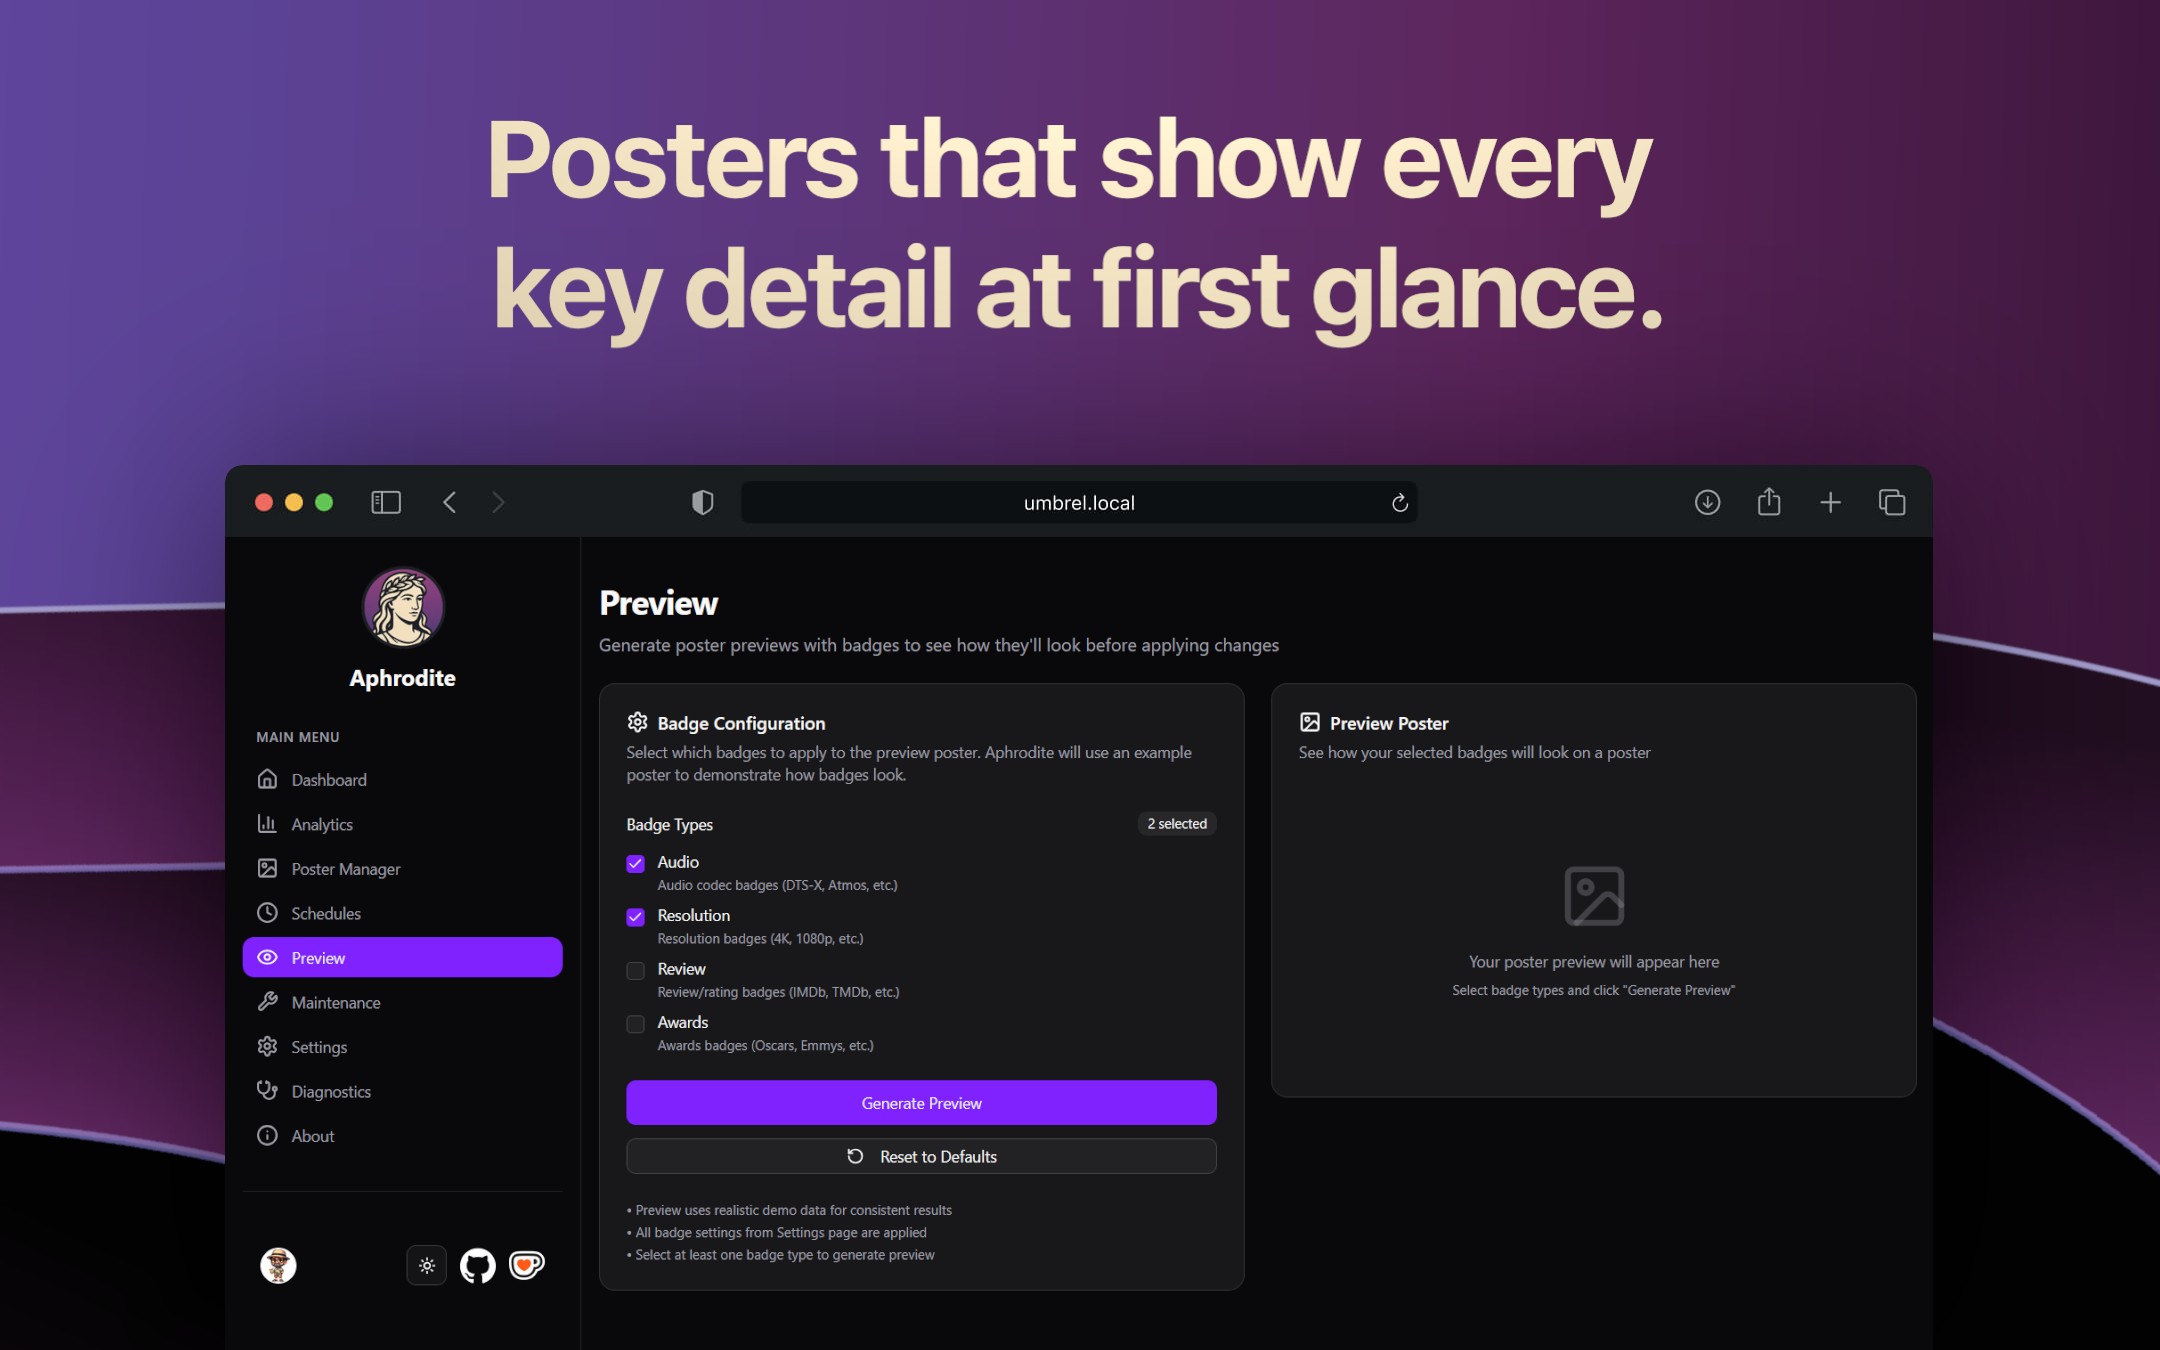 Posters that show every
key detail at first glance.
umbrel.local
Aphrodite
MAIN MENU
Dashboard
Analytics
Poster Manager
Schedules
Preview
Maintenance
Settings
Diagnostics
About
Preview
Generate poster previews with badges to see how they'll look before applying changes
Badge Configuration
Select which badges to apply to the preview poster. Aphrodite will use an example
poster to demonstrate how badges look.
Badge Types
2 selected
Audio
Audio codec badges (DTS-X, Atmos, etc.)
Resolution
Resolution badges (4K, 1080p, etc.)
Review
Review/rating badges (IMDb, TMDb, etc.)
Awards
Awards badges (Oscars, Emmys, etc.)
Generate Preview
Reset to Defaults
• Preview uses realistic demo data for consistent results
• All badge settings from Settings page are applied
• Select at least one badge type to generate preview
Preview Poster
See how your selected badges will look on a poster
Your poster preview will appear here
Select badge types and click "Generate Preview"